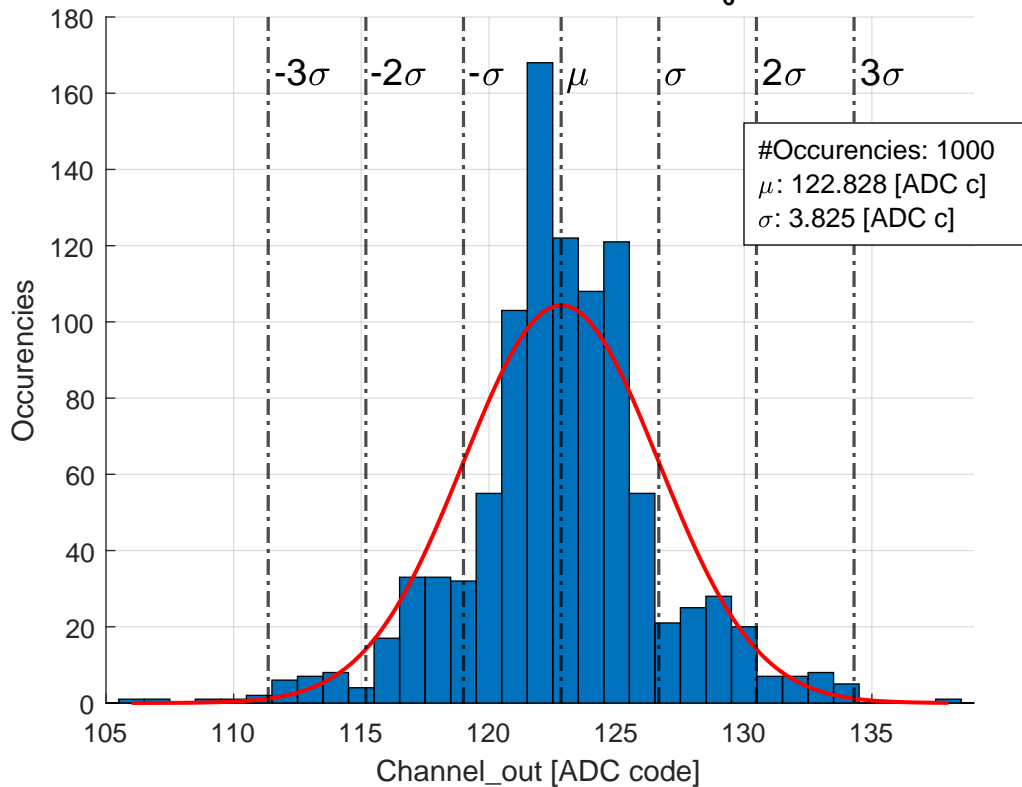 180
160
140
120
100
80
60
40
20
0
-3σ -2σ -σ μ σ 2σ 3σ
#Occurencies: 1000
μ: 122.828 [ADC c]
σ: 3.825 [ADC c]
Occurencies
105 110 115 120 125 130 135
Channel_out [ADC code]